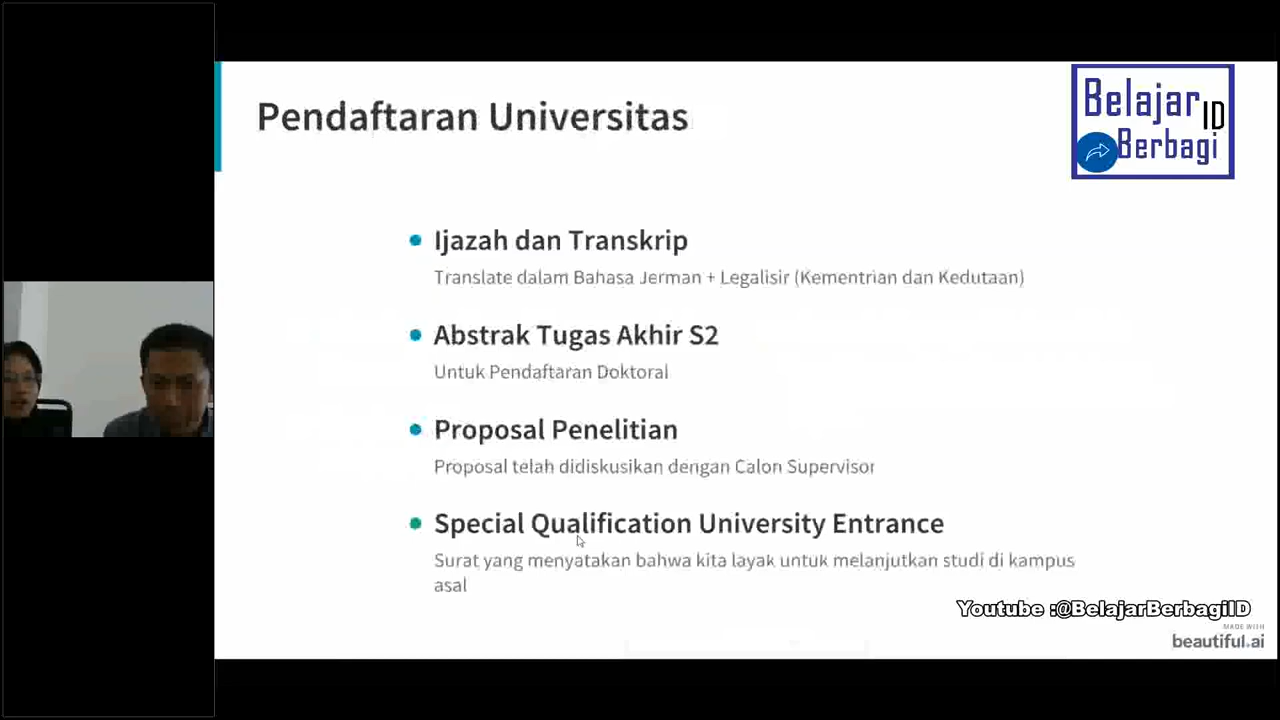 Pendaftaran Universitas
Belajar
ID
Berbagi
Ijazah dan Transkrip
Translate dalam Bahasa Jerman + Legalisir (Kementrian dan Kedutaan)
Abstrak Tugas Akhir S2
Untuk Pendaftaran Doktoral
Proposal Penelitian
Proposal telah didiskusikan dengan Calon Supervisor
Special Qualification University Entrance
Surat yang menyatakan bahwa kita layak untuk melanjutkan studi di kampus
asal
Youtube :@BelajarBerbagiID
MADE WITH
beautiful.ai